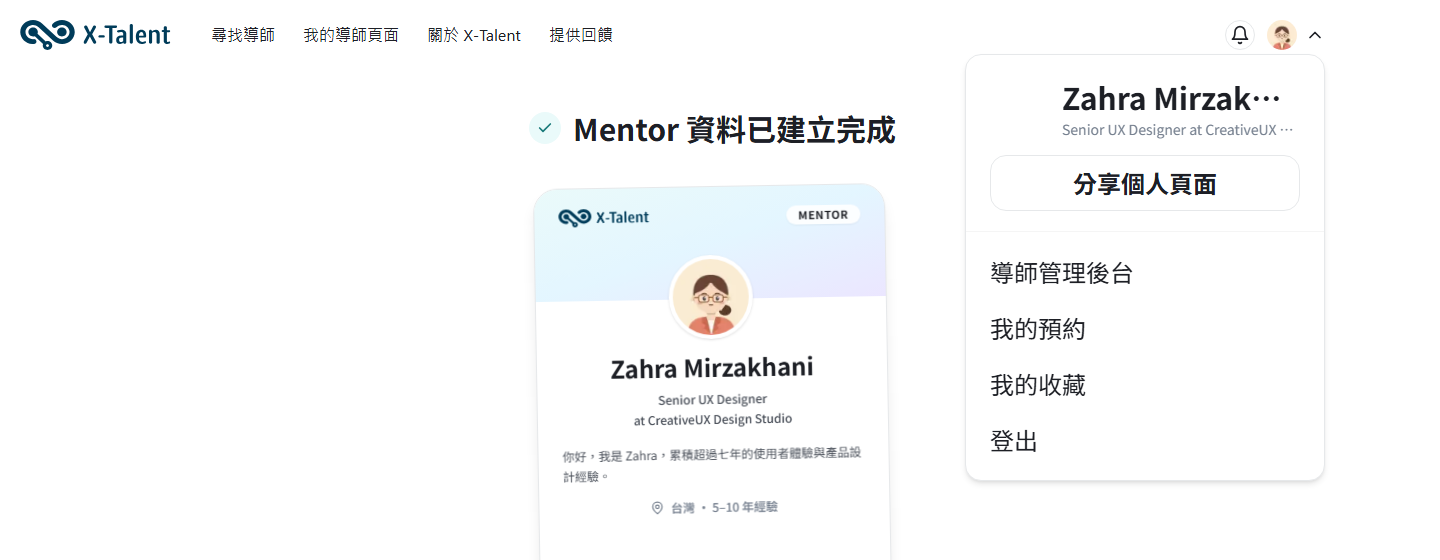 X-Talent
尋找導師
我的導師頁面
關於 X-Talent
提供回饋
Mentor 資料已建立完成
X-Talent
MENTOR
Zahra Mirzakhani
Senior UX Designer
at CreativeUX Design Studio
你好，我是 Zahra，累積超過七年的使用者體驗與產品設
計經驗。
台灣 · 5–10 年經驗
Zahra Mirzak⋯
Senior UX Designer at CreativeUX ⋯
分享個人頁面
導師管理後台
我的預約
我的收藏
登出